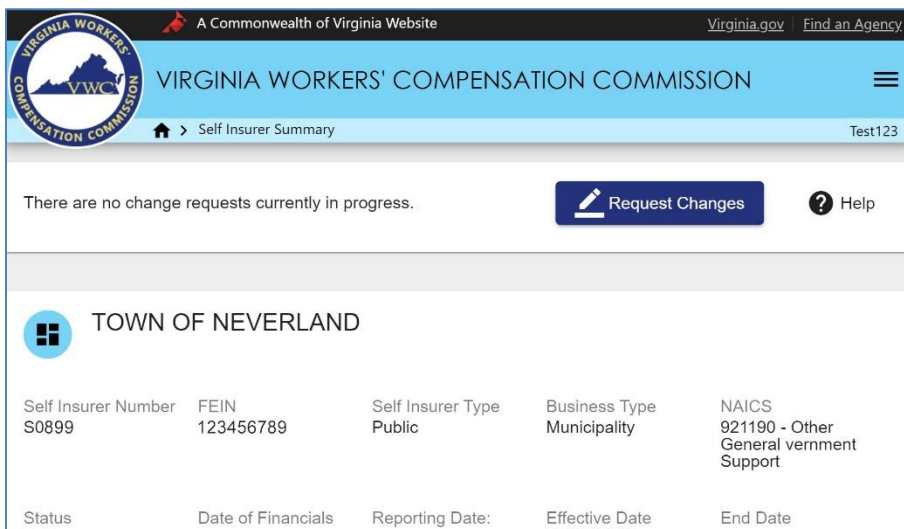 A Commonwealth of Virginia Website
Virginia.gov
Find an Agency
VIRGINIA WORKERS' COMPENSATION COMMISSION
VWC
VIRGINIA WORKERS' COMPENSATION COMMISSION
> Self Insurer Summary
Test123
There are no change requests currently in progress.
Request Changes
? Help
TOWN OF NEVERLAND
Self Insurer Number
S0899
FEIN
123456789
Self Insurer Type
Public
Business Type
Municipality
NAICS
921190 - Other
General vernment
Support
Status
Date of Financials
Reporting Date:
Effective Date
End Date